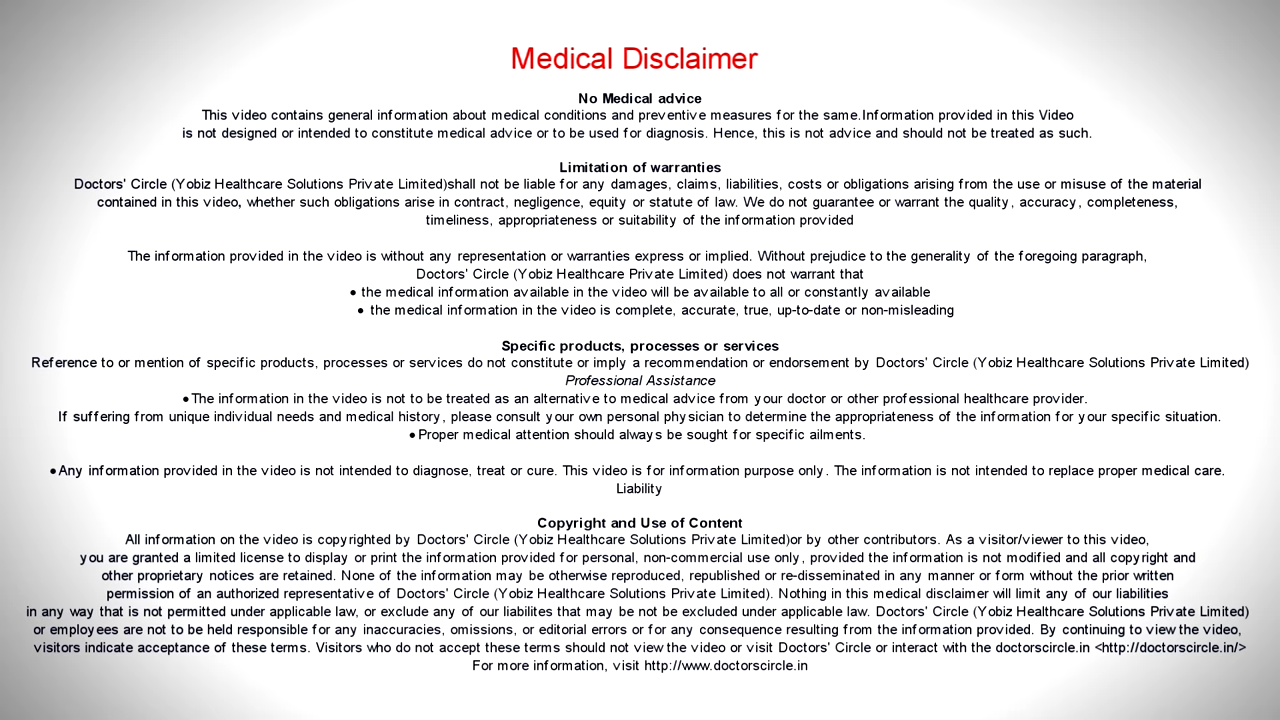 Medical Disclaimer
No Medical advice
This video contains general information about medical conditions and preventive measures for the same.Information provided in this Video
is not designed or intended to constitute medical advice or to be used for diagnosis. Hence, this is not advice and should not be treated as such.
Limitation of warranties
Doctors' Circle (Yobiz Healthcare Solutions Private Limited)shall not be liable for any damages, claims, liabilities, costs or obligations arising from the use or misuse of the material
contained in this video, whether such obligations arise in contract, negligence, equity or statute of law. We do not guarantee or warrant the quality, accuracy, completeness,
timeliness, appropriateness or suitability of the information provided
The information provided in the video is without any representation or warranties express or implied. Without prejudice to the generality of the foregoing paragraph,
Doctors' Circle (Yobiz Healthcare Private Limited) does not warrant that
• the medical information available in the video will be available to all or constantly available
• the medical information in the video is complete, accurate, true, up-to-date or non-misleading
Specific products, processes or services
Reference to or mention of specific products, processes or services do not constitute or imply a recommendation or endorsement by Doctors' Circle (Yobiz Healthcare Solutions Private Limited)
Professional Assistance
•The information in the video is not to be treated as an alternative to medical advice from your doctor or other professional healthcare provider.
If suffering from unique individual needs and medical history, please consult your own personal physician to determine the appropriateness of the information for your specific situation.
•Proper medical attention should always be sought for specific ailments.
•Any information provided in the video is not intended to diagnose, treat or cure. This video is for information purpose only. The information is not intended to replace proper medical care.
Liability
Copyright and Use of Content
All information on the video is copyrighted by Doctors' Circle (Yobiz Healthcare Solutions Private Limited)or by other contributors. As a visitor/viewer to this video,
you are granted a limited license to display or print the information provided for personal, non-commercial use only, provided the information is not modified and all copyright and
other proprietary notices are retained. None of the information may be otherwise reproduced, republished or re-disseminated in any manner or form without the prior written
permission of an authorized representative of Doctors' Circle (Yobiz Healthcare Solutions Private Limited). Nothing in this medical disclaimer will limit any of our liabilities
in any way that is not permitted under applicable law, or exclude any of our liabilites that may be not be excluded under applicable law. Doctors' Circle (Yobiz Healthcare Solutions Private Limited)
or employees are not to be held responsible for any inaccuracies, omissions, or editorial errors or for any consequence resulting from the information provided. By continuing to view the video,
visitors indicate acceptance of these terms. Visitors who do not accept these terms should not view the video or visit Doctors' Circle or interact with the doctorscircle.in <http://doctorscircle.in/>
For more information, visit http://www.doctorscircle.in